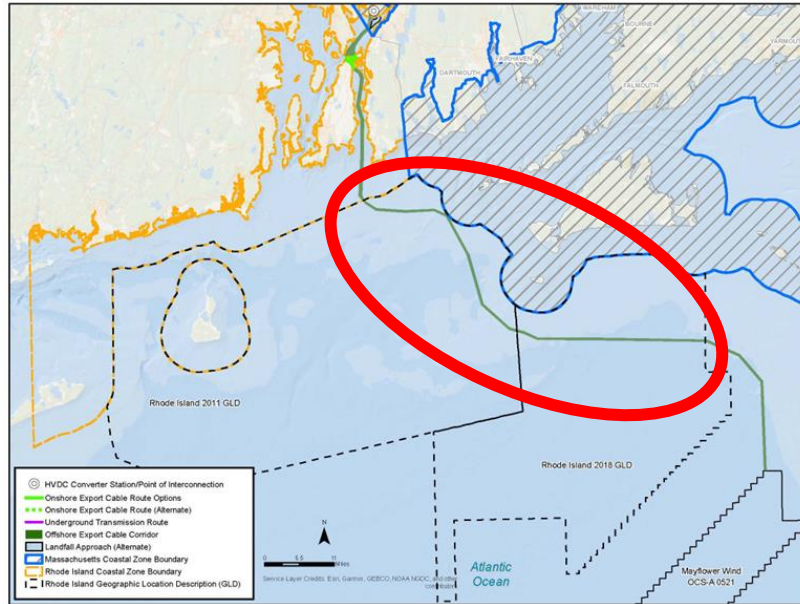 WAREHAM
BOURNE
YARMOU
FAIRHAVEN
DARTMOUTH
FALMOUTH
Rhode Island 2011 GLD
Rhode Island 2018 GLD
HVDC Converter Station/Point of Interconnection
Onshore Export Cable Route Options
Onshore Export Cable Route (Alternate)
Underground Transmission Route
Offshore Export Cable Corridor
Landfall Approach (Alternate)
Massachusetts Coastal Zone Boundary
Rhode Island Coastal Zone Boundary
Rhode Island Geographic Location Description (GLD)
N
0 5.5 11
Miles
Service Layer Credits: Esri, Garmin, GEBCO, NOAA NGDC, and other
contributors
Atlantic
Ocean
Mayflower Wind
OCS-A 0521